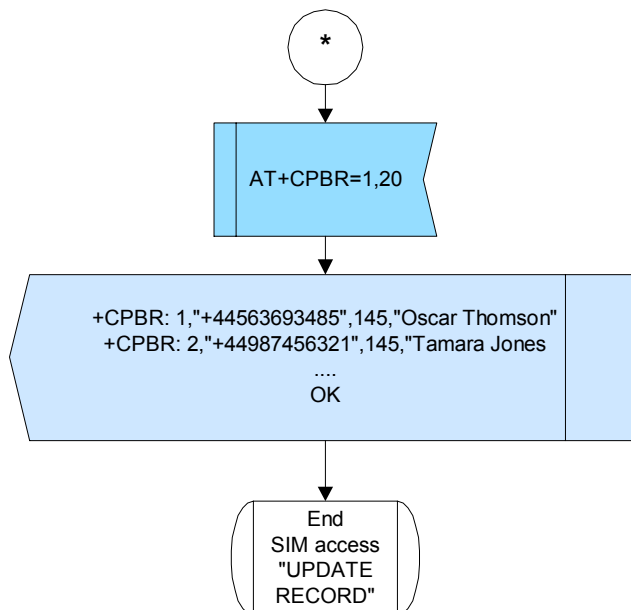 *
AT+CPBR=1,20
+CPBR: 1,"+44563693485",145,"Oscar Thomson"
+CPBR: 2,"+44987456321",145,"Tamara Jones
....
OK
End
SIM access
"UPDATE
RECORD"